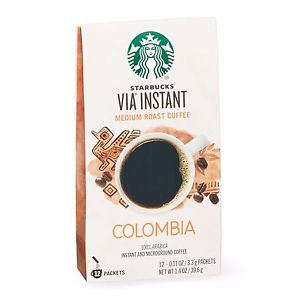 STARBUCKS
VIA® INSTANT
MEDIUM ROAST COFFEE
COLOMBIA
100% ARABICA
INSTANT AND MICROGROUND COFFEE
12 PACKETS
12 - 0.11 OZ / 3.3 g PACKETS
NET WT 1.4 OZ / 39.6 g